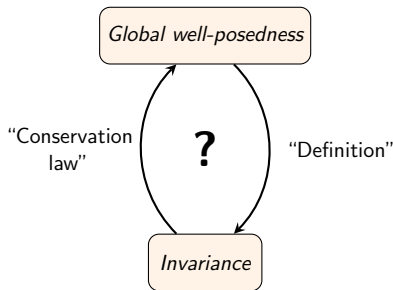 Global well-posedness
“Conservation
law”
?
“Definition”
Invariance